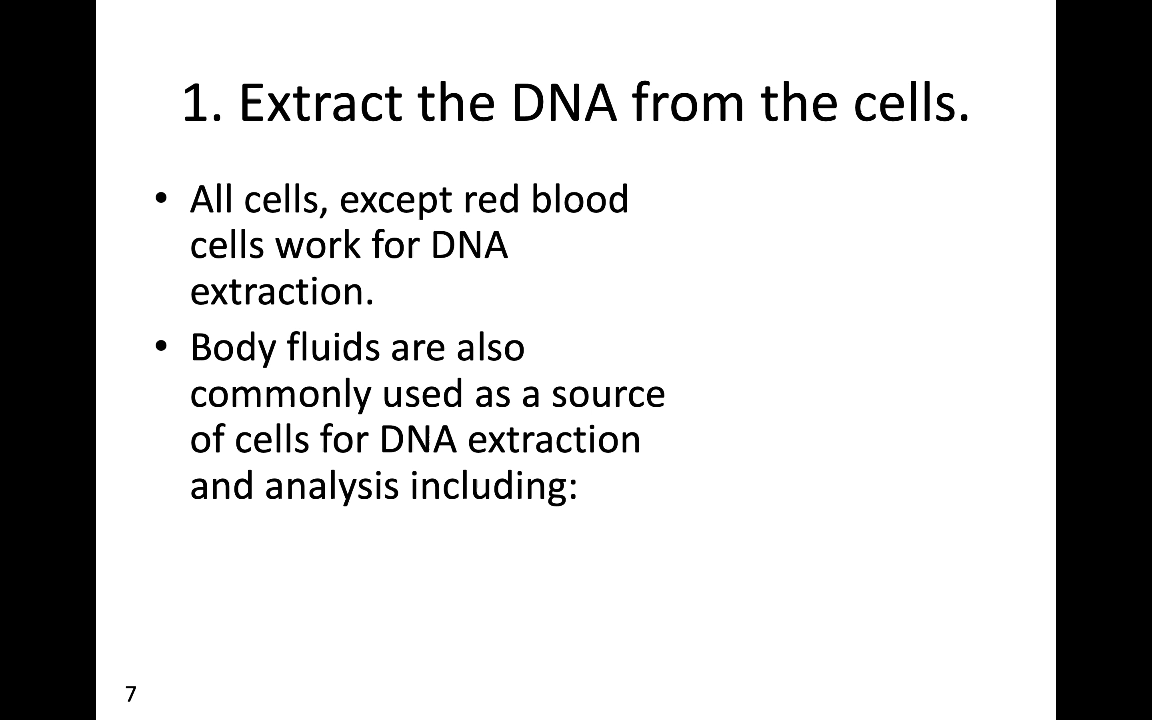 1. Extract the DNA from the cells.
• All cells, except red blood
cells work for DNA
extraction.
• Body fluids are also
commonly used as a source
of cells for DNA extraction
and analysis including:
7